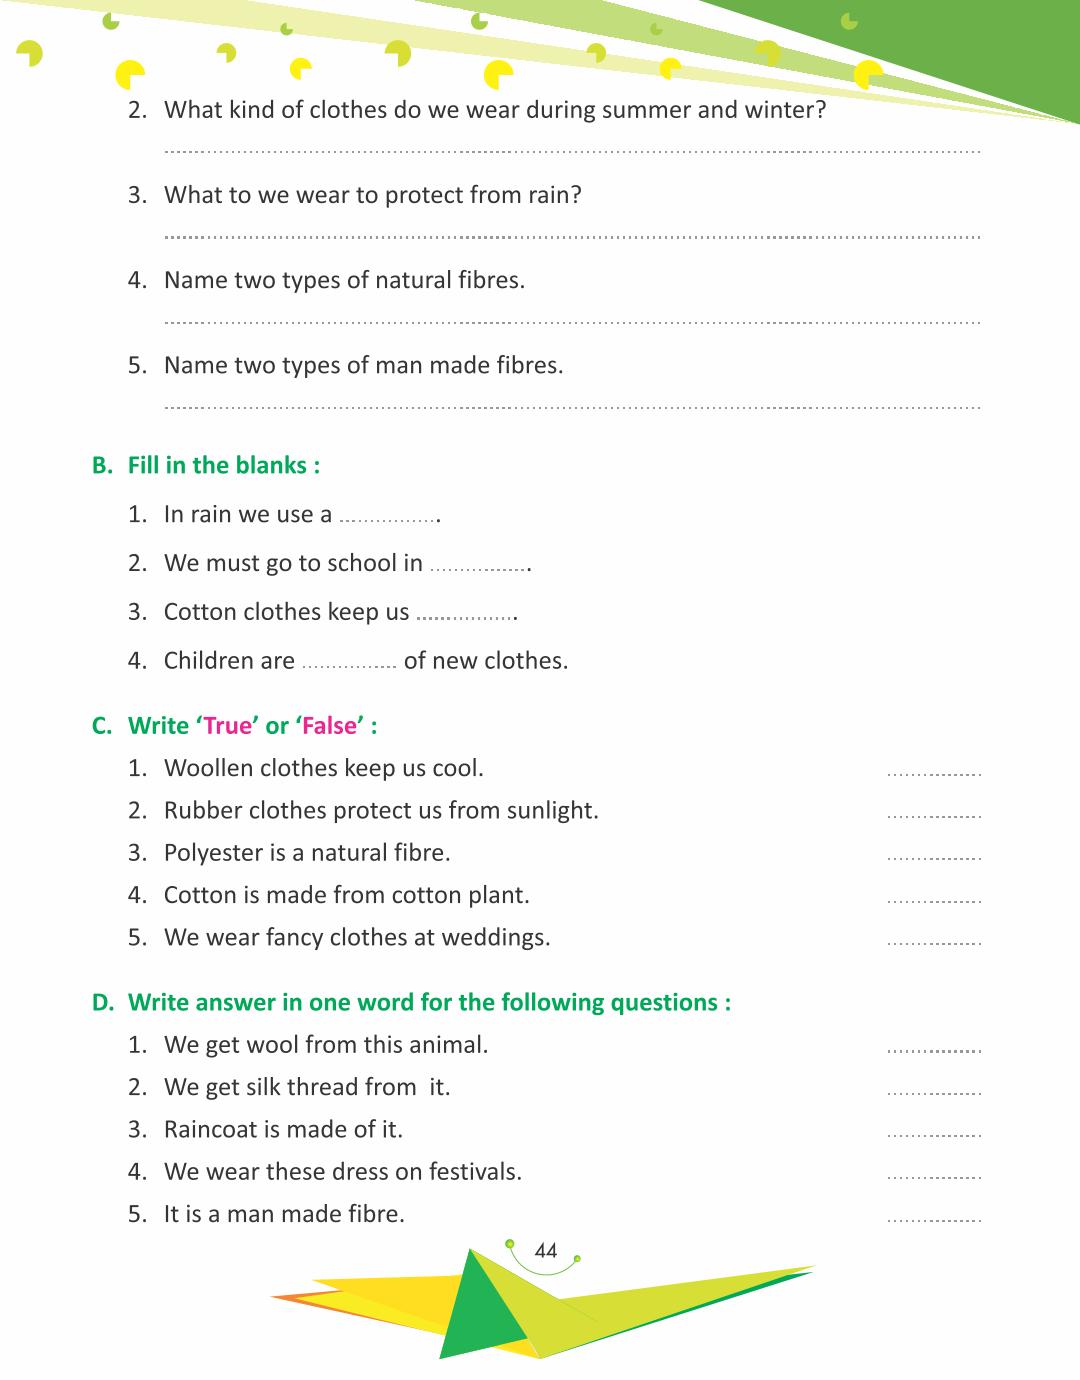 2. What kind of clothes do we wear during summer and winter?
3. What to we wear to protect from rain?
4. Name two types of natural fibres.
5. Name two types of man made fibres.
B. Fill in the blanks :
1. In rain we use a ................
2. We must go to school in ................
3. Cotton clothes keep us ................
4. Children are ................ of new clothes.
C. Write ‘True’ or ‘False’ :
1. Woollen clothes keep us cool. ................
2. Rubber clothes protect us from sunlight. ................
3. Polyester is a natural fibre. ................
4. Cotton is made from cotton plant. ................
5. We wear fancy clothes at weddings. ................
D. Write answer in one word for the following questions :
1. We get wool from this animal. ................
2. We get silk thread from it. ................
3. Raincoat is made of it. ................
4. We wear these dress on festivals. ................
5. It is a man made fibre. ................
44